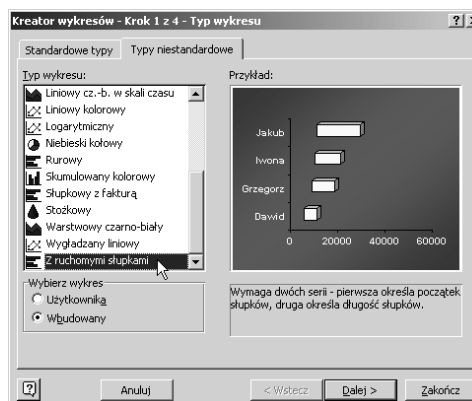 Kreator wykresów - Krok 1 z 4 - Typ wykresu
Standardowe typy Typy niestandardowe
Typ wykresu:
Liniowy cz.-b. w skali czasu
Liniowy kolorowy
Logarytmiczny
Niebieski kołowy
Rurowy
Skumulowany kolorowy
Słupkowy z fakturą
Stożkowy
Warstwowy czarno-biały
Wygładzany liniowy
Z ruchomymi słupkami
Wybierz wykres
Użytkownika
Wbudowany
Przykład:
Jakub
Iwona
Grzegorz
Dawid
0 20000 40000 60000
Wymaga dwóch serii - pierwsza określa początek
słupków, druga określa długość słupków.
Anuluj < Wstecz Dalej > Zakończ